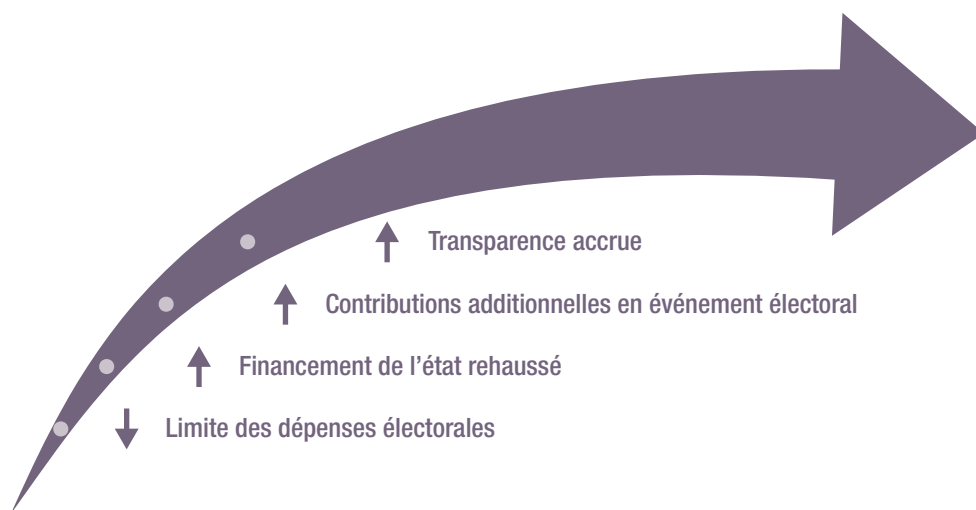 Transparence accrue
Contributions additionnelles en événement électoral
Financement de l’état rehaussé
Limite des dépenses électorales